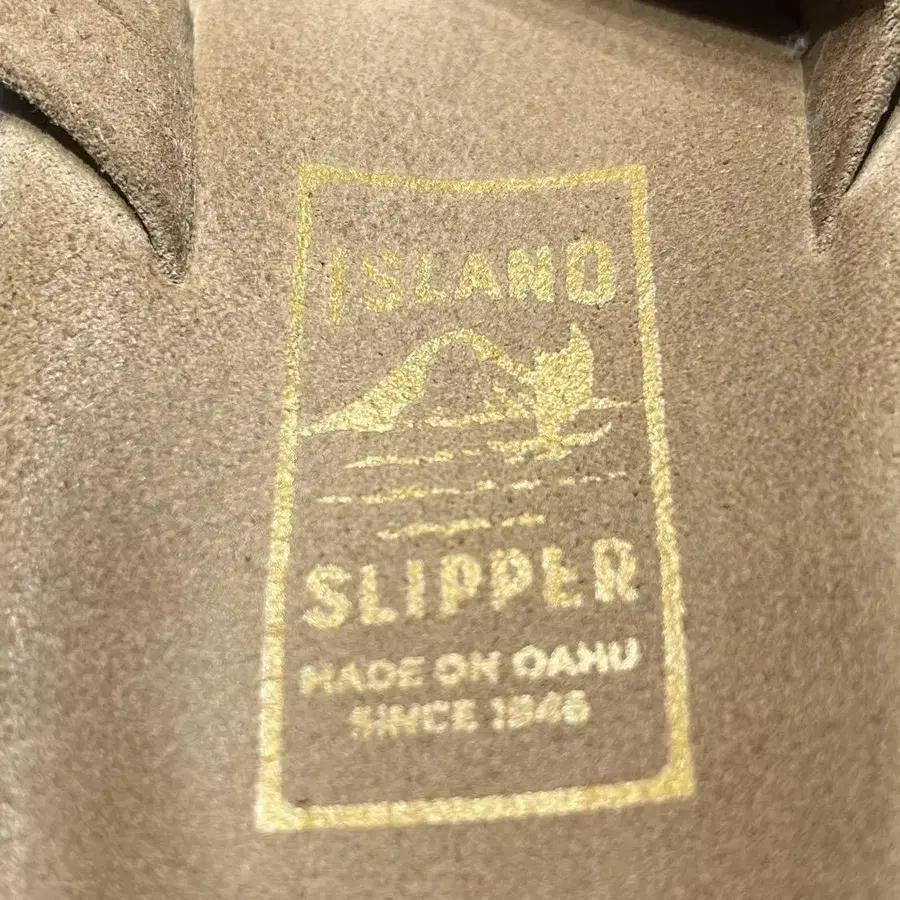 ISLAND
SLIPPER
MADE ON OAHU
SINCE 1946